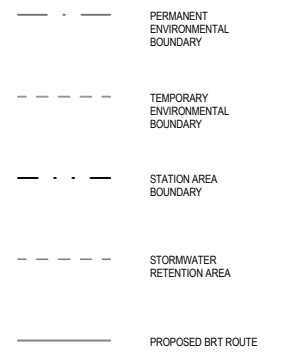 PERMANENT
ENVIRONMENTAL
BOUNDARY
TEMPORARY
ENVIRONMENTAL
BOUNDARY
STATION AREA
BOUNDARY
STORMWATER
RETENTION AREA
PROPOSED BRT ROUTE